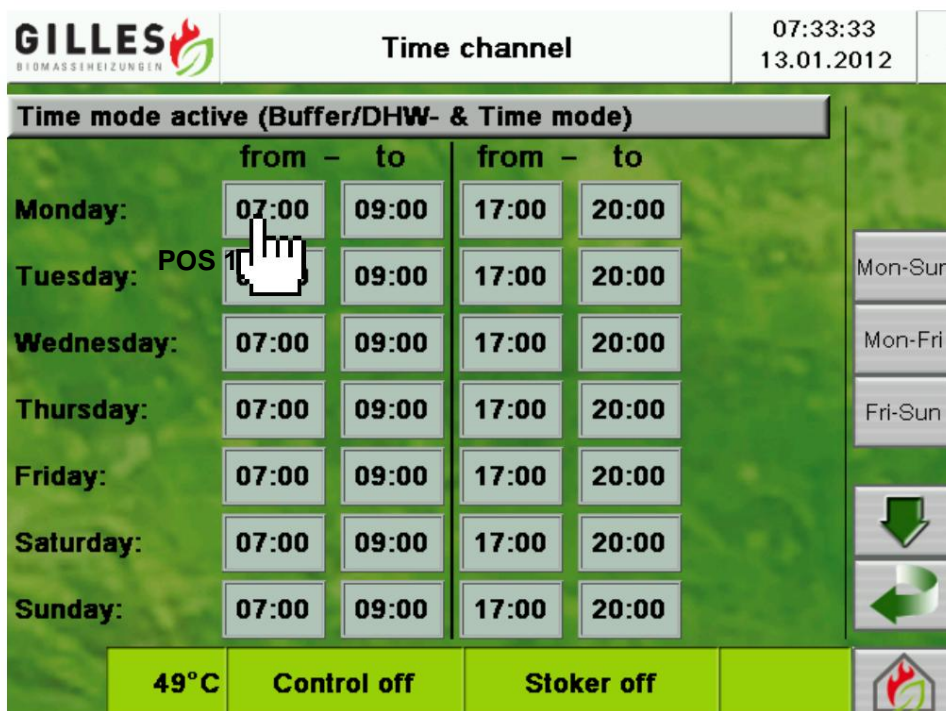 GILLES
BIOMASSEHEIZUNGEN
Time channel
07:33:33
13.01.2012
Time mode active (Buffer/DHW- & Time mode)
from - to from - to
Monday: 07:00 09:00 17:00 20:00
POS 1
Tuesday: 09:00 17:00 20:00
Mon-Sun
Wednesday: 07:00 09:00 17:00 20:00
Mon-Fri
Thursday: 07:00 09:00 17:00 20:00
Fri-Sun
Friday: 07:00 09:00 17:00 20:00
Saturday: 07:00 09:00 17:00 20:00
Sunday: 07:00 09:00 17:00 20:00
49°C Control off Stoker off